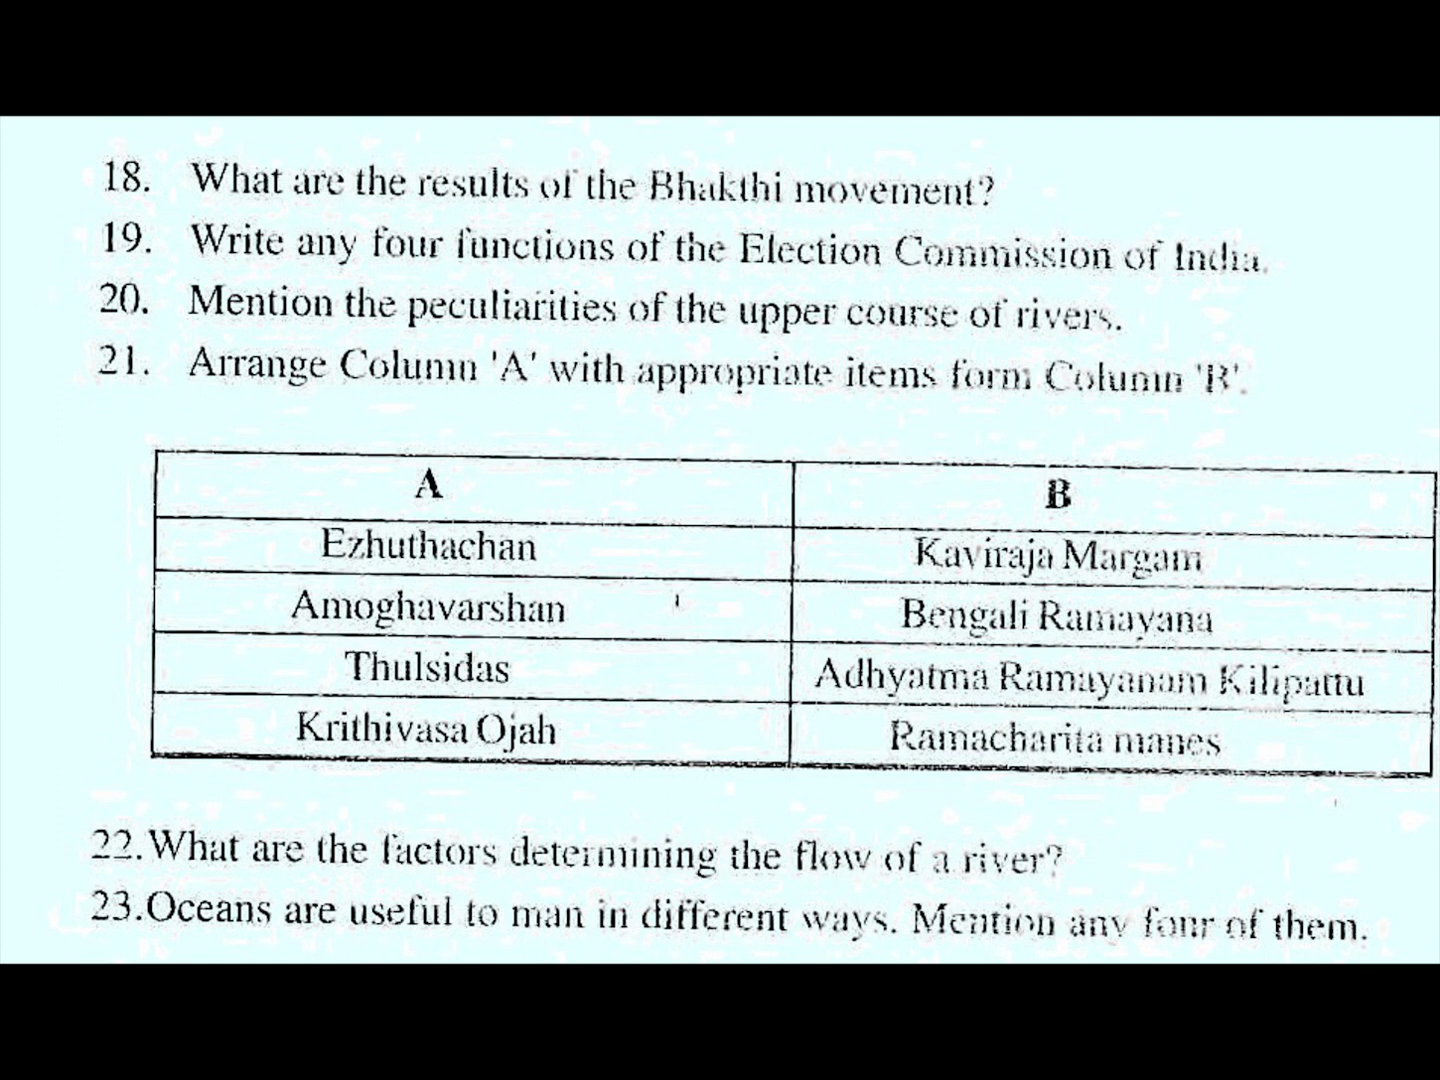 18. What are the results of the Bhakthi movement?
19. Write any four functions of the Election Commission of India.
20. Mention the peculiarities of the upper course of rivers.
21. Arrange Column 'A' with appropriate items form Column 'B'.
A B
Ezhuthachan Kaviraja Margam
Amoghavarshan Bengali Ramayana
Thulsidas Adhyatma Ramayanam Kilipattu
Krithivasa Ojah Ramacharita manes
22.What are the factors determining the flow of a river?
23.Oceans are useful to man in different ways. Mention any four of them.